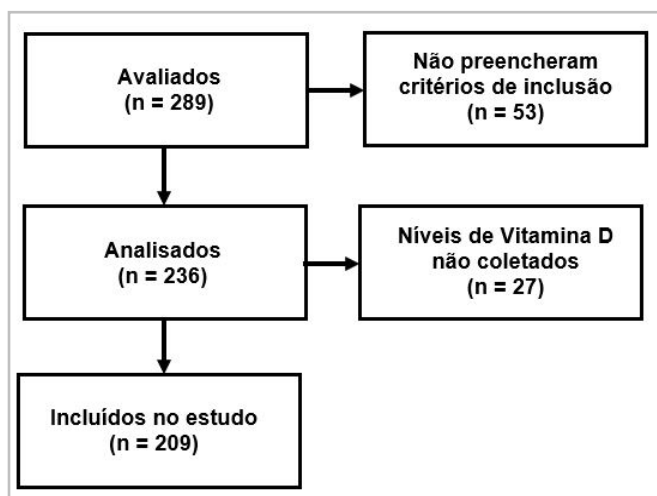 Avaliados
(n = 289)
Não preencheram
critérios de inclusão
(n = 53)
Analisados
(n = 236)
Níveis de Vitamina D
não coletados
(n = 27)
Incluídos no estudo
(n = 209)